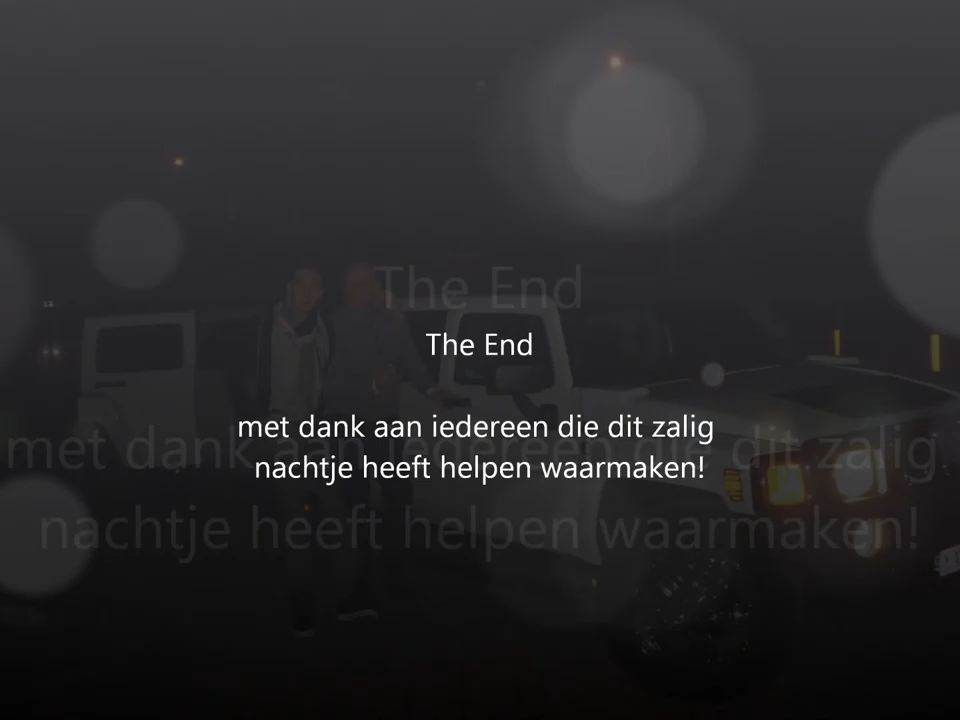 The End
met dank aan iedereen die dit zalig
nachtje heeft helpen waarmaken!